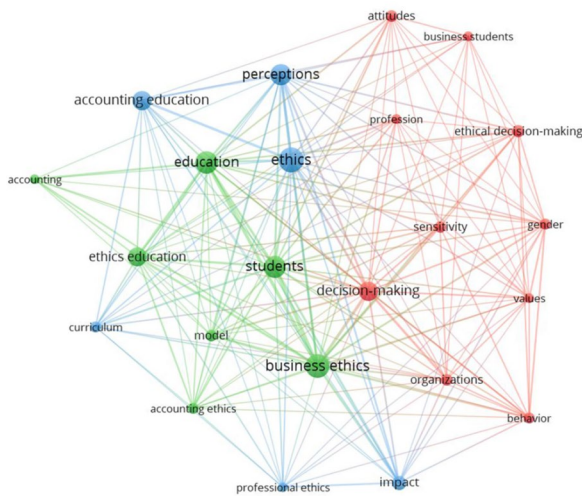 attitudes
business students
perceptions
accounting education
profession
ethical decision-making
education
ethics
accounting
gender
sensitivity
ethics education
students
decision-making
values
curriculum
model
business ethics
organizations
accounting ethics
behavior
impact
professional ethics